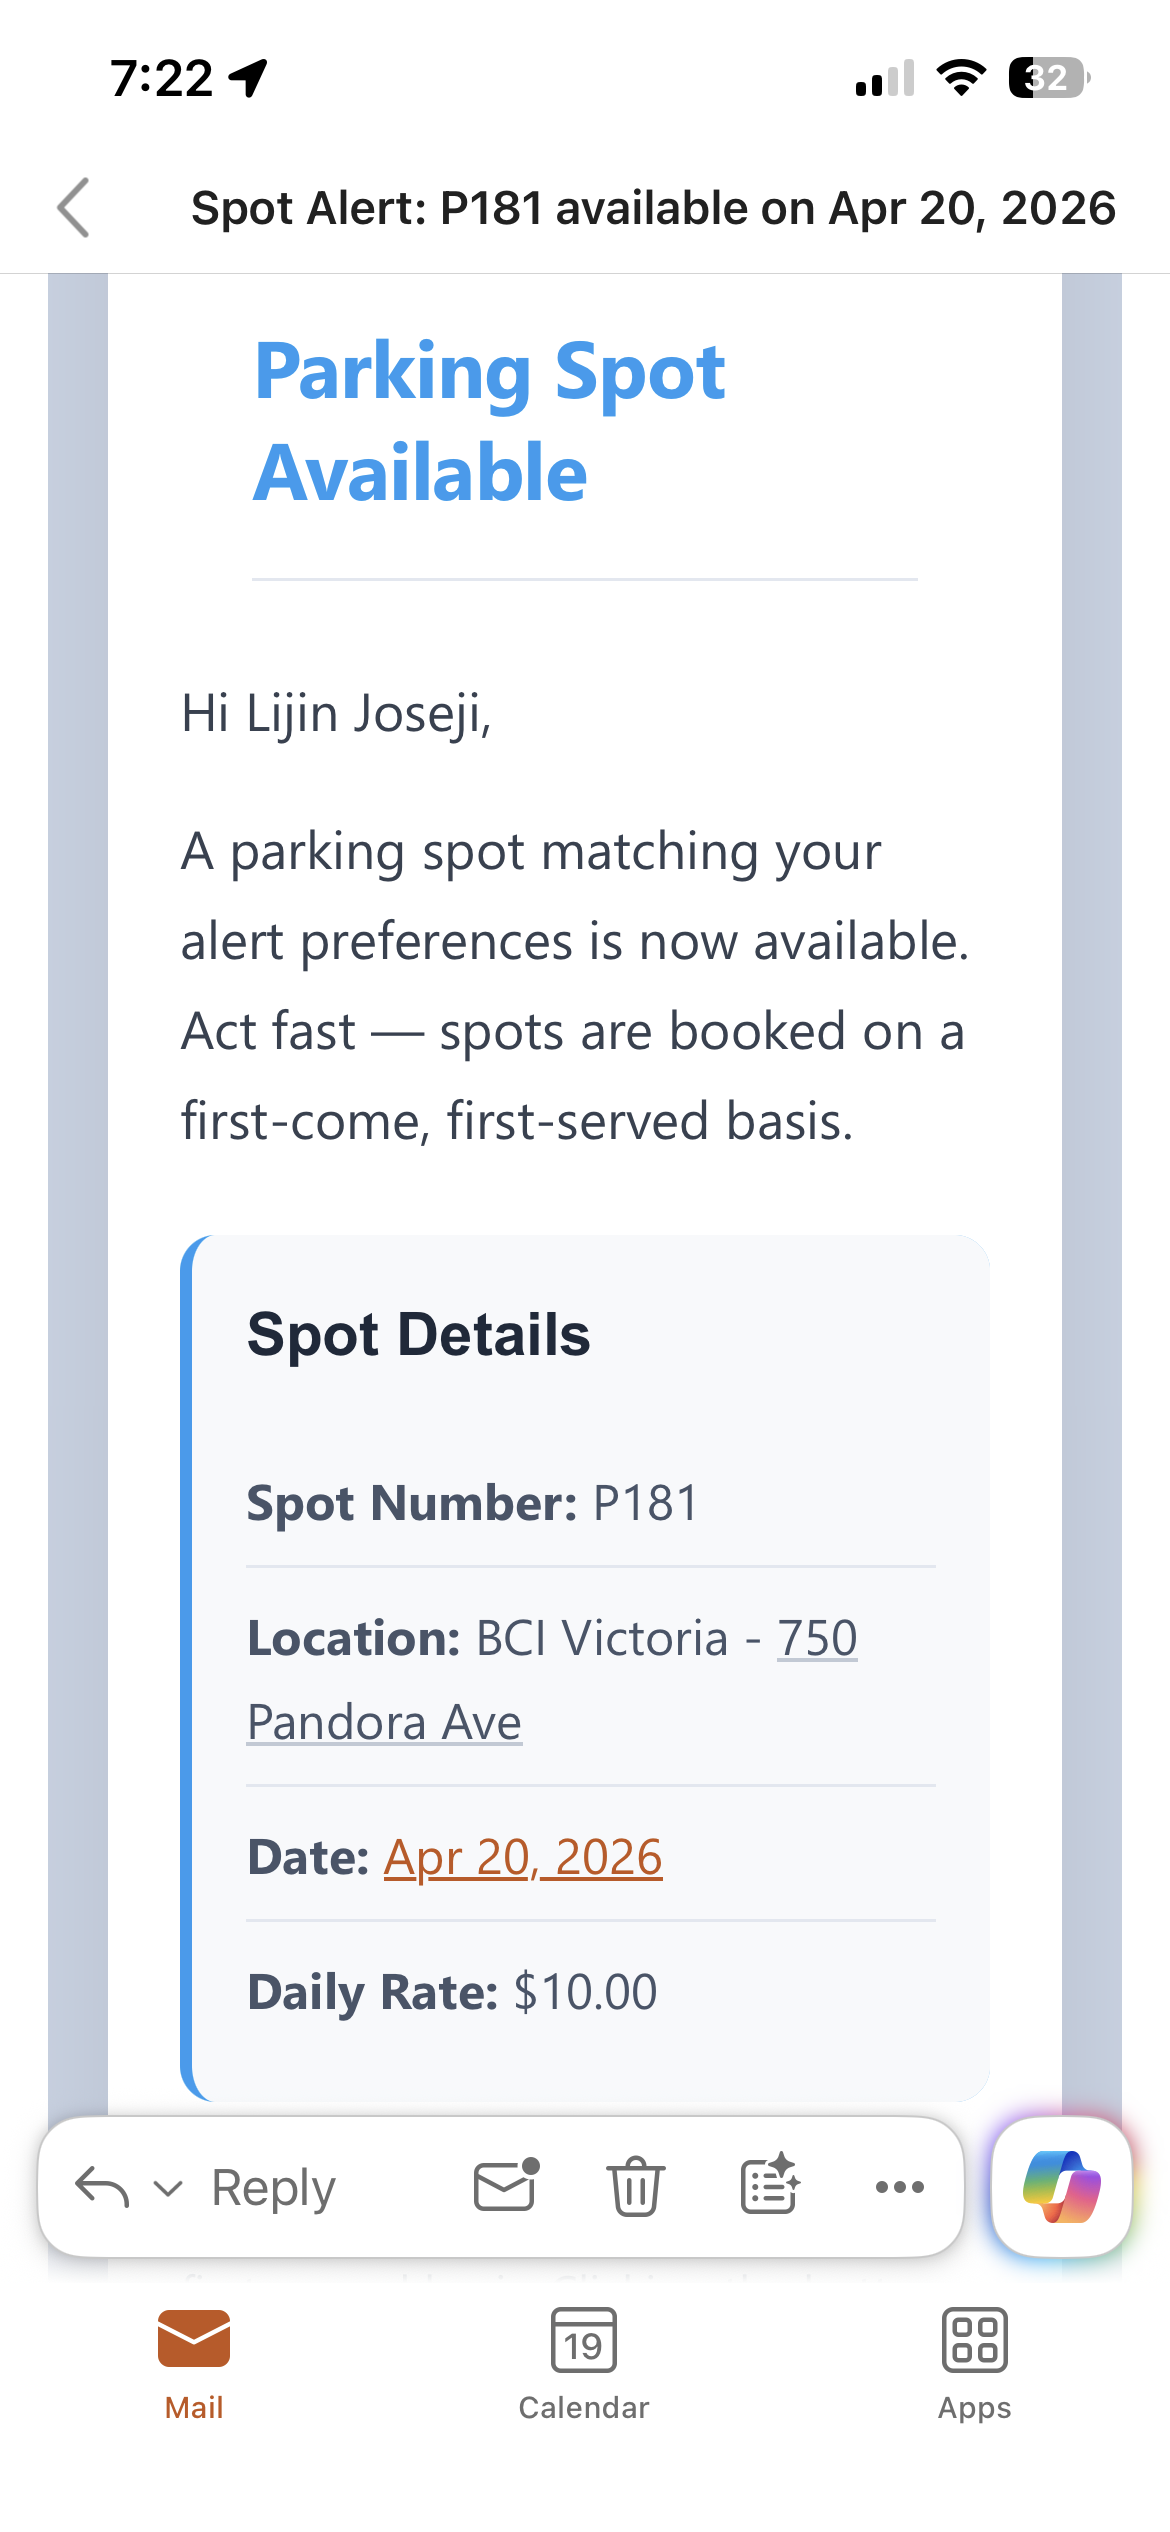 7:22
32
Spot Alert: P181 available on Apr 20, 2026
Parking Spot
Available
Hi Lijin Joseji,
A parking spot matching your
alert preferences is now available.
Act fast — spots are booked on a
first-come, first-served basis.
Spot Details
Spot Number: P181
Location: BCI Victoria - 750
Pandora Ave
Date: Apr 20, 2026
Daily Rate: $10.00
Reply
19
Mail
Calendar
Apps